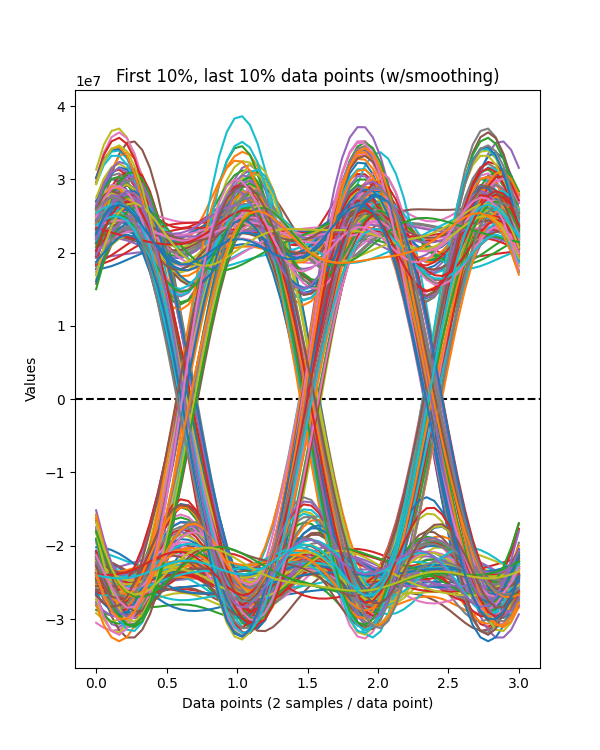 First 10%, last 10% data points (w/smoothing)
1e7
4
3
2
1
0
−1
−2
−3
Values
0.0 0.5 1.0 1.5 2.0 2.5 3.0
Data points (2 samples / data point)